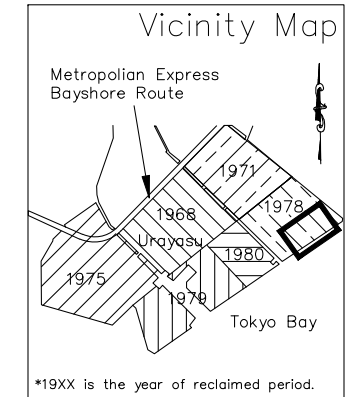 Vicinity Map
Metropolian Express
Bayshore Route
1971
1968
1978
Urayasu
1980
1975
1979
Tokyo Bay
*19XX is the year of reclaimed period.